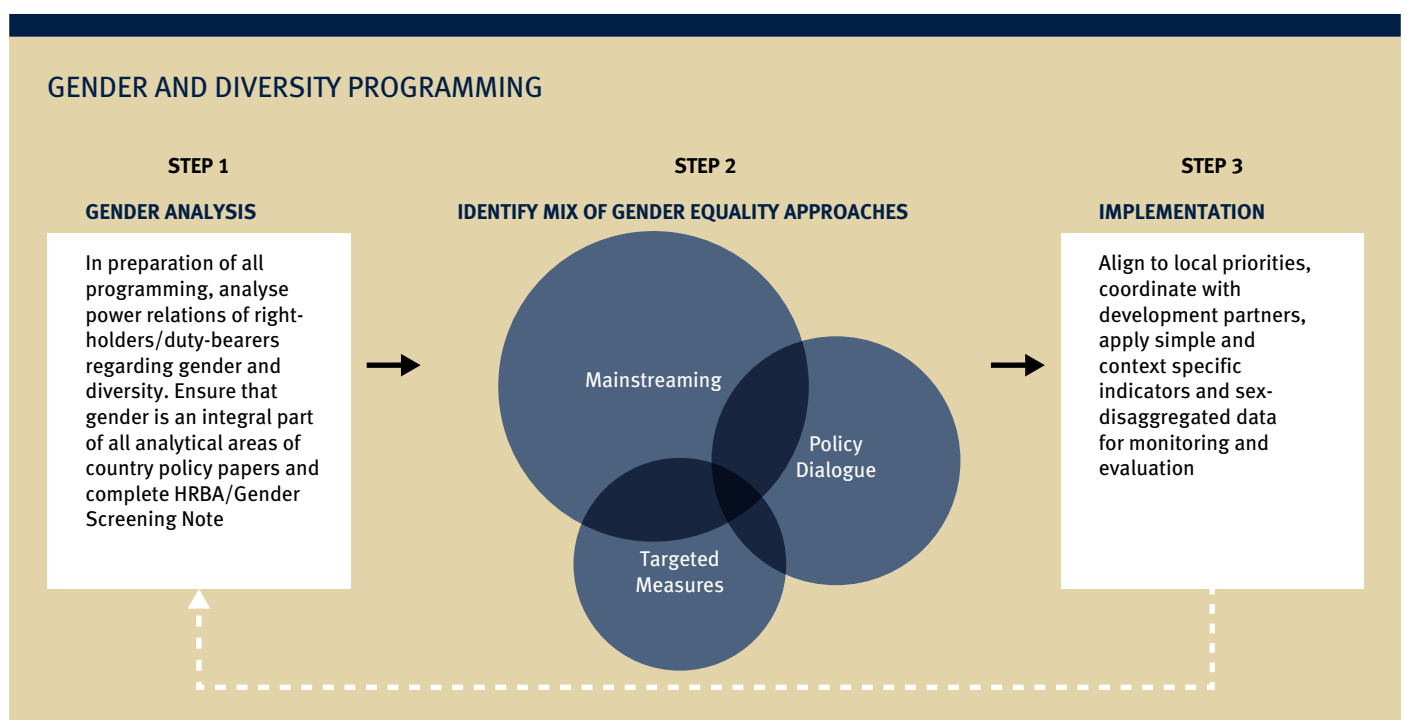 GENDER AND DIVERSITY PROGRAMMING
STEP 1
GENDER ANALYSIS
In preparation of all
programming, analyse
power relations of right-
holders/duty-bearers
regarding gender and
diversity. Ensure that
gender is an integral part
of all analytical areas of
country policy papers and
complete HRBA/Gender
Screening Note
STEP 2
IDENTIFY MIX OF GENDER EQUALITY APPROACHES
Mainstreaming
Policy
Dialogue
Targeted
Measures
STEP 3
IMPLEMENTATION
Align to local priorities,
coordinate with
development partners,
apply simple and
context specific
indicators and sex-
disaggregated data
for monitoring and
evaluation